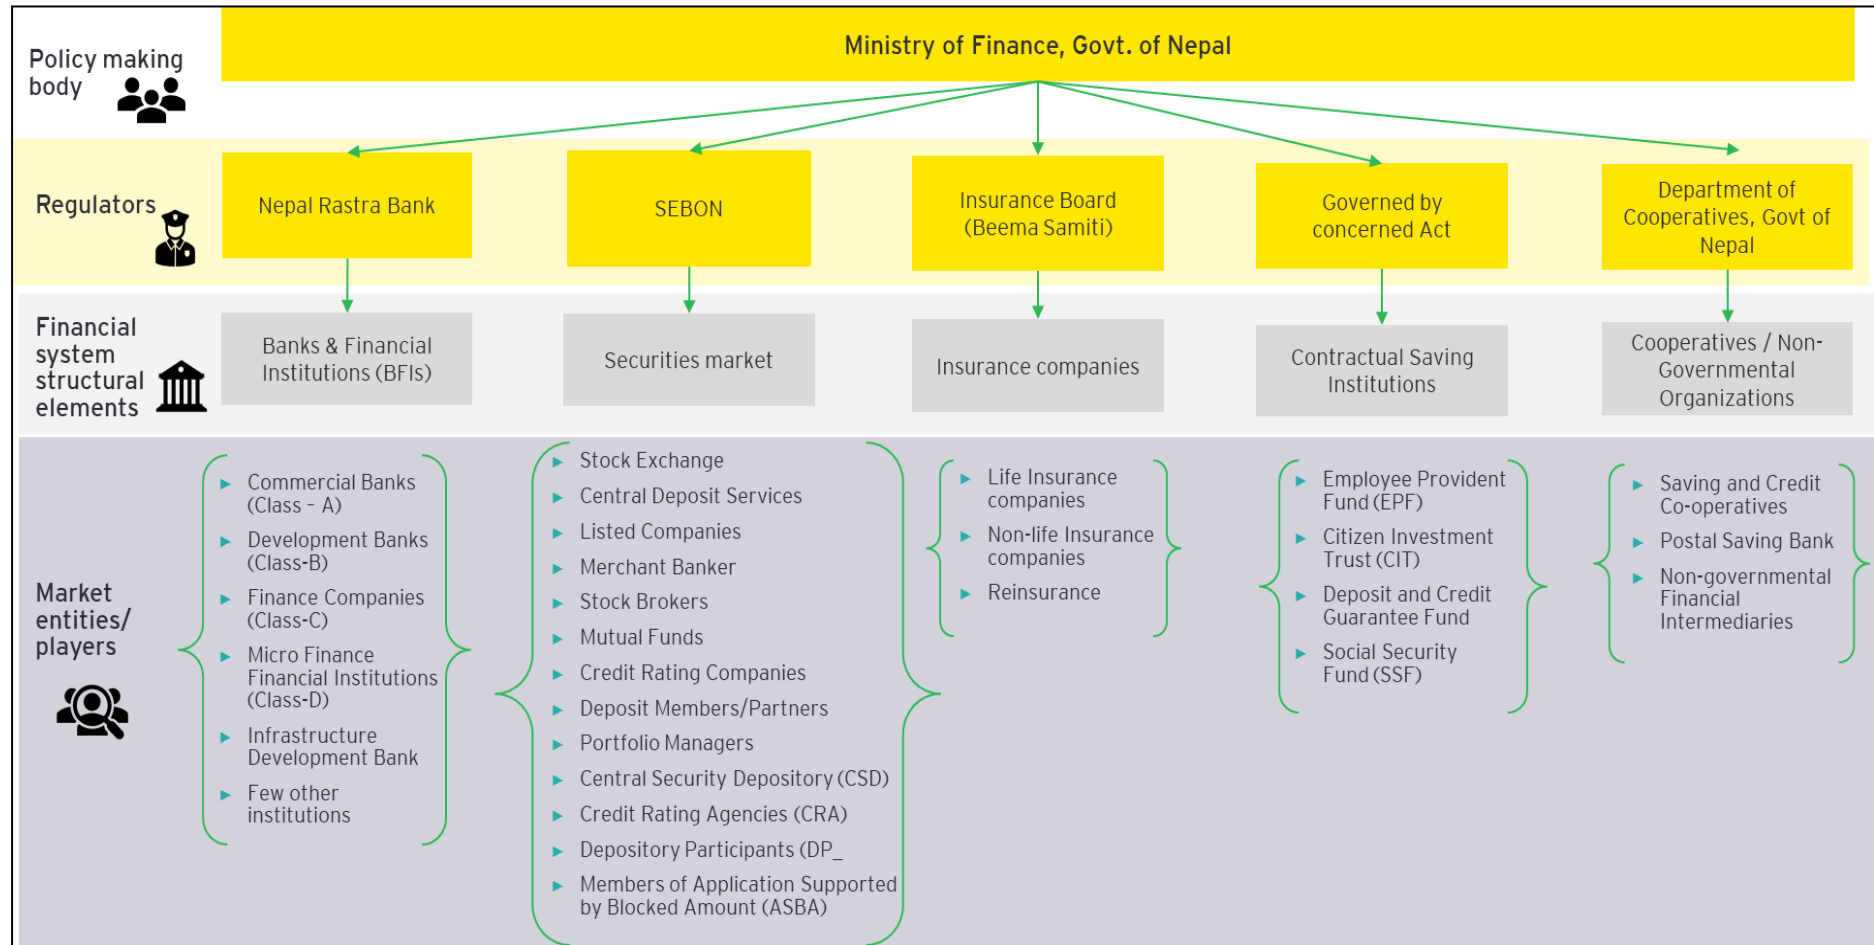 Policy making
body
Ministry of Finance, Govt. of Nepal
Regulators
Nepal Rastra Bank
SEBON
Insurance Board
(Beema Samiti)
Governed by
concerned Act
Department of
Cooperatives, Govt of
Nepal
Financial
system
structural
elements
Banks & Financial
Institutions (BFIs)
Securities market
Insurance companies
Contractual Saving
Institutions
Cooperatives / Non-
Governmental
Organizations
Market
entities/
players
Commercial Banks
(Class – A)
Development Banks
(Class-B)
Finance Companies
(Class-C)
Micro Finance
Financial Institutions
(Class-D)
Infrastructure
Development Bank
Few other
institutions
Stock Exchange
Central Deposit Services
Listed Companies
Merchant Banker
Stock Brokers
Mutual Funds
Credit Rating Companies
Deposit Members/Partners
Portfolio Managers
Central Security Depository (CSD)
Credit Rating Agencies (CRA)
Depository Participants (DP_
Members of Application Supported
by Blocked Amount (ASBA)
Life Insurance
companies
Non-life Insurance
companies
Reinsurance
Employee Provident
Fund (EPF)
Citizen Investment
Trust (CIT)
Deposit and Credit
Guarantee Fund
Social Security
Fund (SSF)
Saving and Credit
Co-operatives
Postal Saving Bank
Non-governmental
Financial
Intermediaries